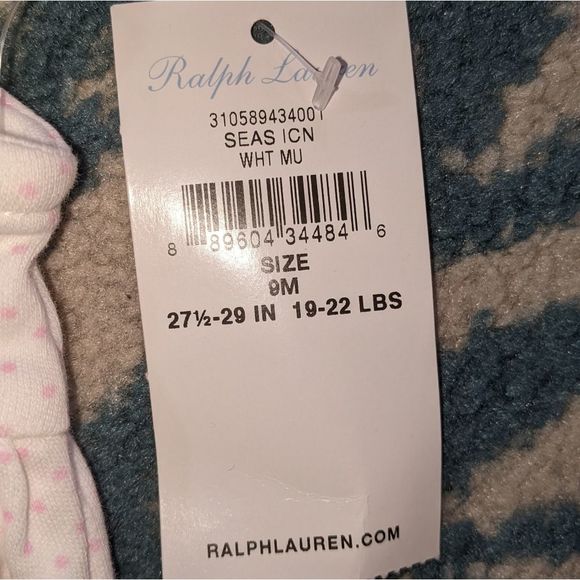 Ralph Lauren
310589434001
SEAS ICN
WHT MU
8 89604 34484 6
SIZE
9M
27½-29 IN 19-22 LBS
RALPHLAUREN.COM